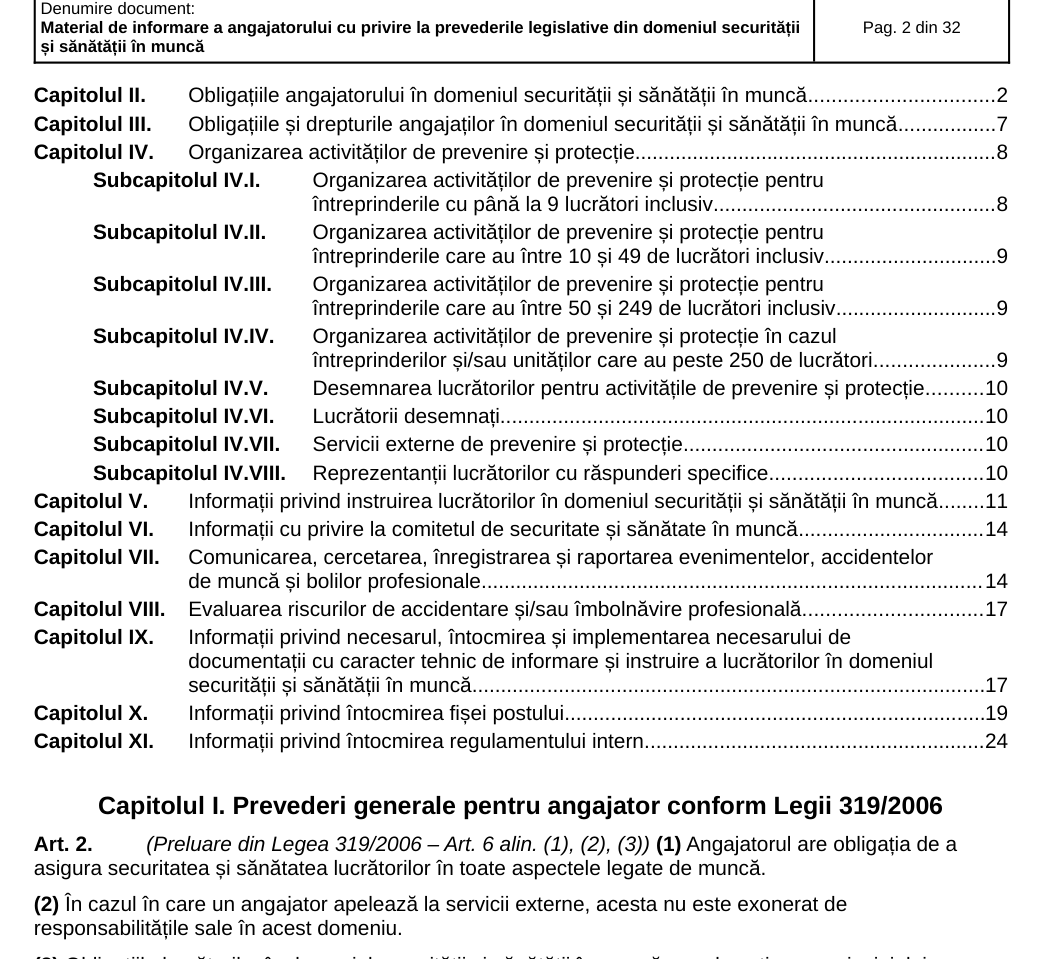 Denumire document:
Material de informare a angajatorului cu privire la prevederile legislative din domeniul securității
și sănătății în muncă
Pag. 2 din 32
Capitolul II. Obligațiile angajatorului în domeniul securității și sănătății în muncă................................2
Capitolul III. Obligațiile și drepturile angajaților în domeniul securității și sănătății în muncă.................7
Capitolul IV. Organizarea activităților de prevenire și protecție.............................................................8
Subcapitolul IV.I. Organizarea activităților de prevenire și protecție pentru
întreprinderile cu până la 9 lucrători inclusiv................................................8
Subcapitolul IV.II. Organizarea activităților de prevenire și protecție pentru
întreprinderile care au între 10 și 49 de lucrători inclusiv.............................9
Subcapitolul IV.III. Organizarea activităților de prevenire și protecție pentru
întreprinderile care au între 50 și 249 de lucrători inclusiv...........................9
Subcapitolul IV.IV. Organizarea activităților de prevenire și protecție în cazul
întreprinderilor și/sau unităților care au peste 250 de lucrători.....................9
Subcapitolul IV.V. Desemnarea lucrătorilor pentru activitățile de prevenire și protecție..........10
Subcapitolul IV.VI. Lucrătorii desemnați..................................................................................10
Subcapitolul IV.VII. Servicii externe de prevenire și protecție...................................................10
Subcapitolul IV.VIII. Reprezentanții lucrătorilor cu răspunderi specifice.....................................10
Capitolul V. Informații privind instruirea lucrătorilor în domeniul securității și sănătății în muncă........11
Capitolul VI. Informații cu privire la comitetul de securitate și sănătate în muncă................................14
Capitolul VII. Comunicarea, cercetarea, înregistrarea și raportarea evenimentelor, accidentelor
de muncă și bolilor profesionale.....................................................................................14
Capitolul VIII. Evaluarea riscurilor de accidentare și/sau îmbolnăvire profesională...............................17
Capitolul IX. Informații privind necesarul, întocmirea și implementarea necesarului de
documentații cu caracter tehnic de informare și instruire a lucrătorilor în domeniul
securității și sănătății în muncă.......................................................................................17
Capitolul X. Informații privind întocmirea fișei postului........................................................................19
Capitolul XI. Informații privind întocmirea regulamentului intern..........................................................24
Capitolul I. Prevederi generale pentru angajator conform Legii 319/2006
Art. 2. (Preluare din Legea 319/2006 – Art. 6 alin. (1), (2), (3)) (1) Angajatorul are obligația de a
asigura securitatea și sănătatea lucrătorilor în toate aspectele legate de muncă.
(2) În cazul în care un angajator apelează la servicii externe, acesta nu este exonerat de
responsabilitățile sale în acest domeniu.